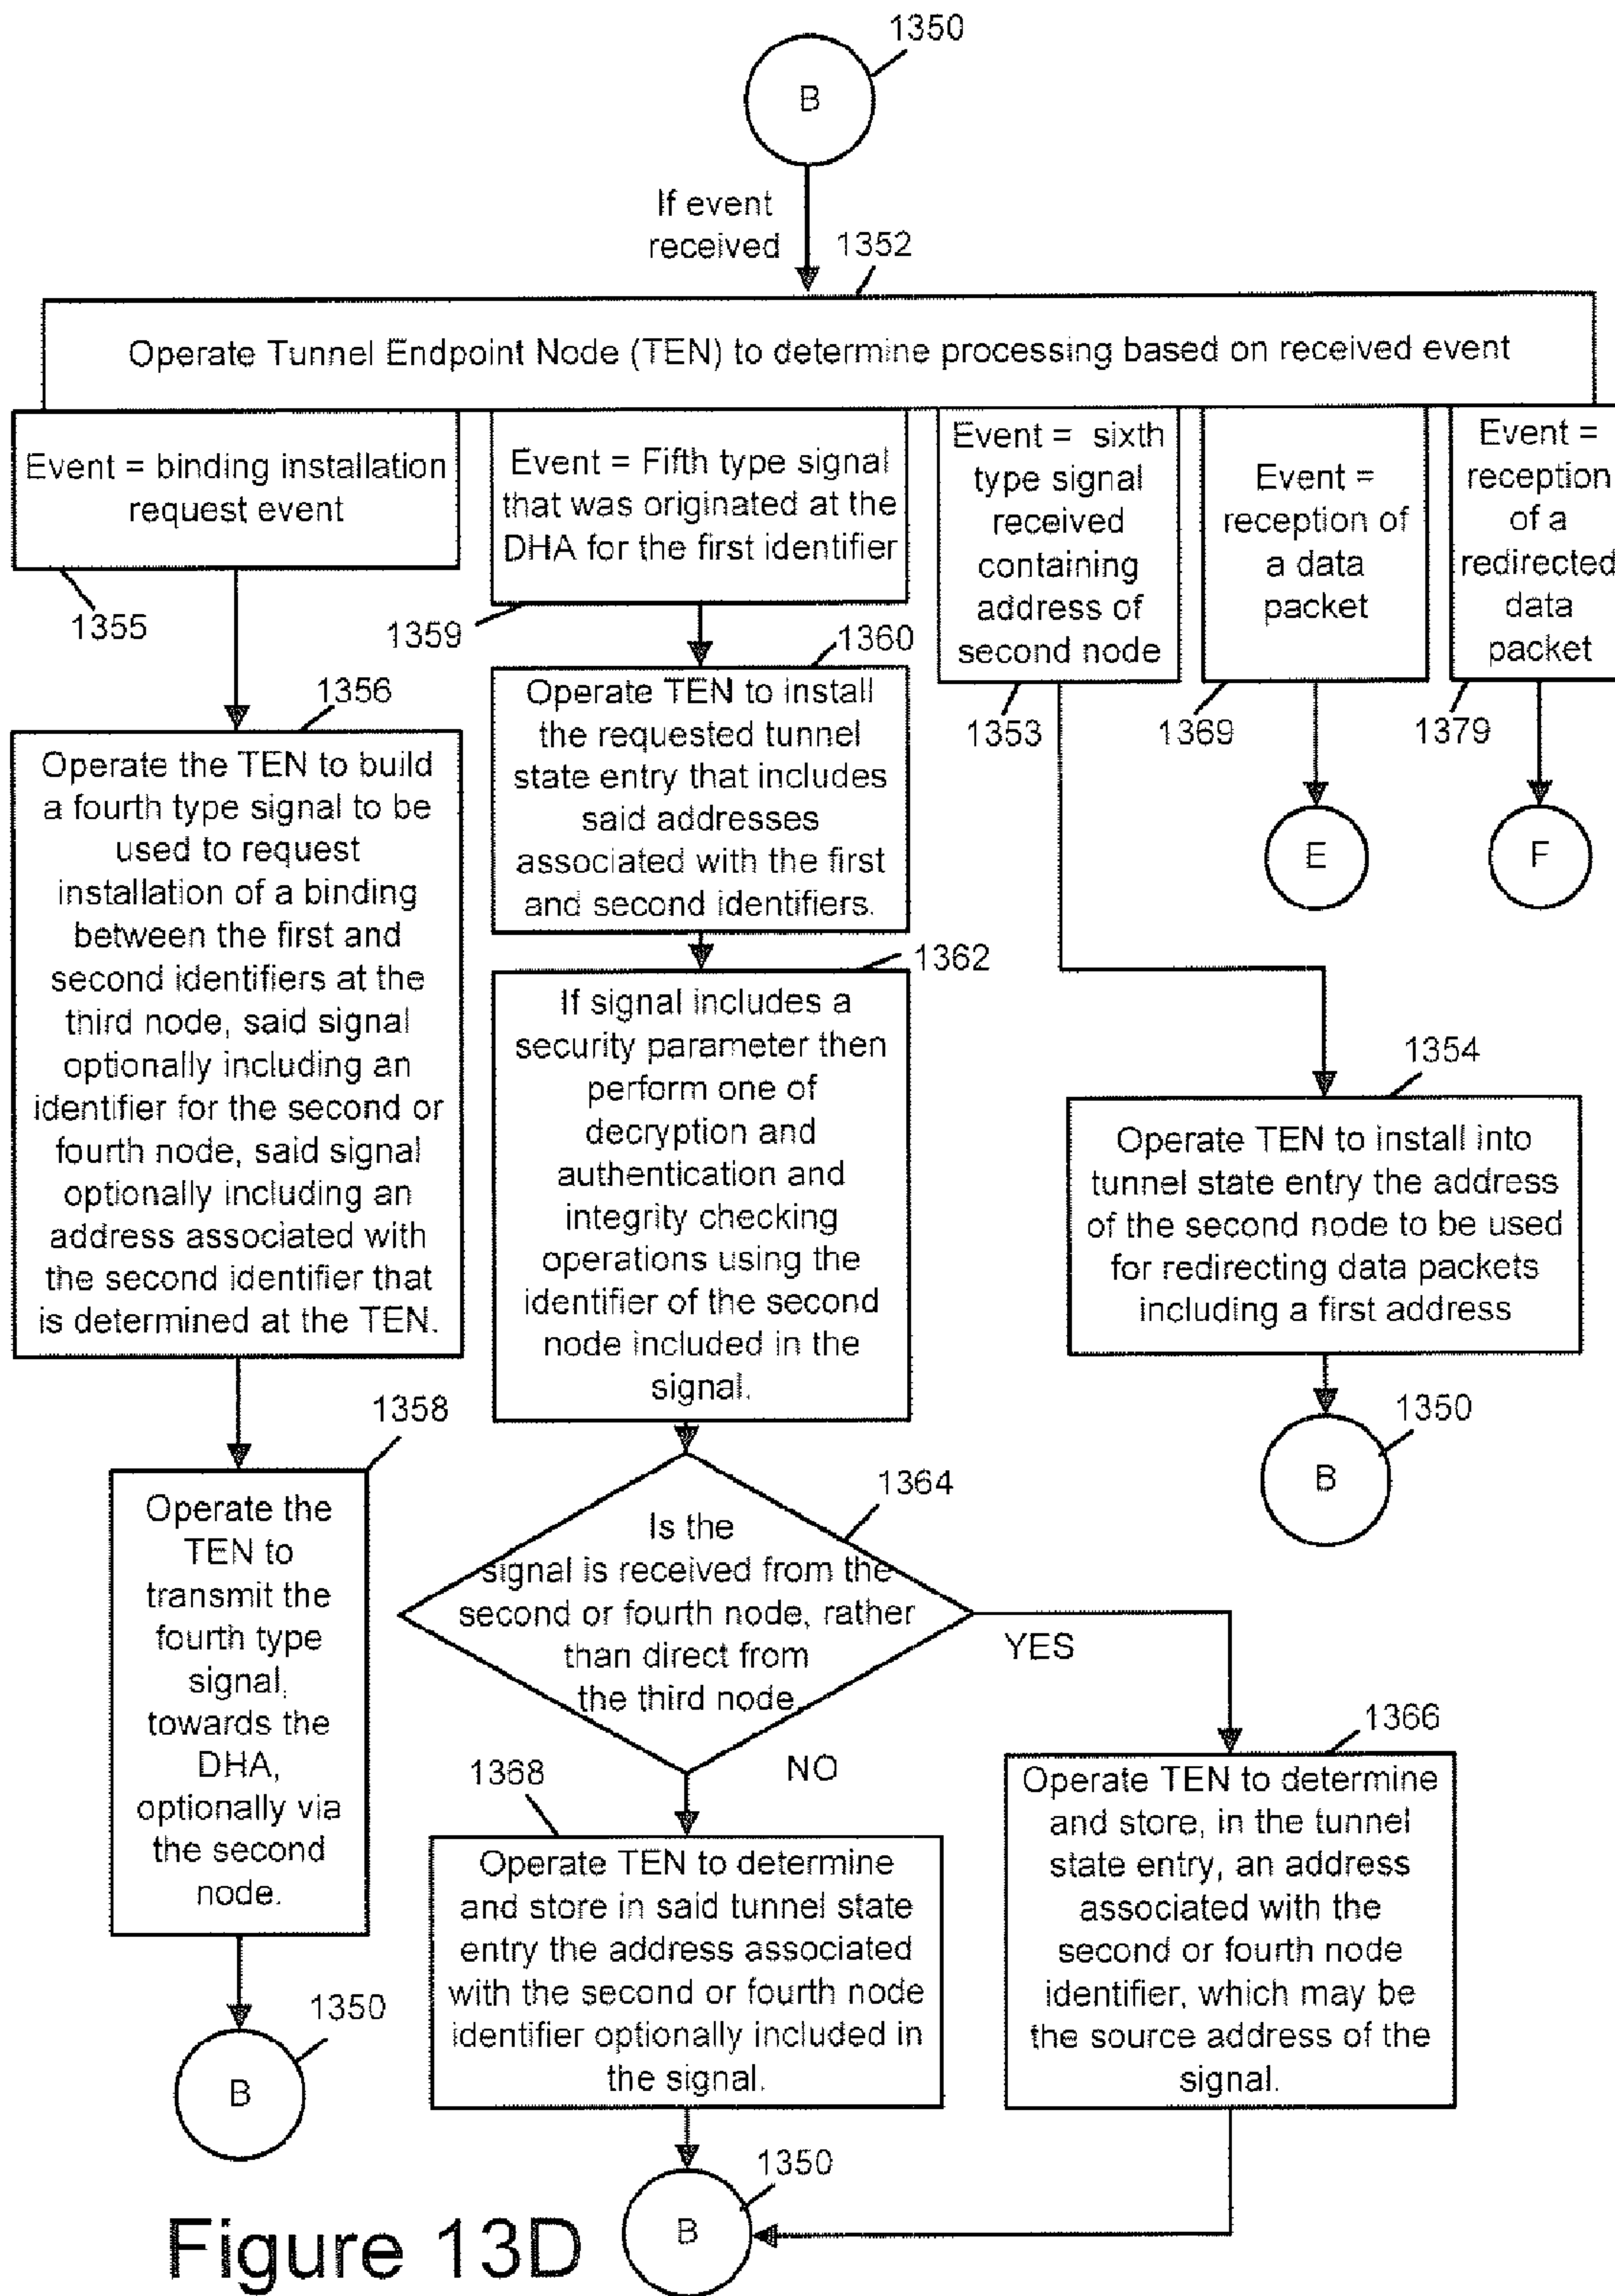 1350
B
If event
received
1352
Operate Tunnel Endpoint Node (TEN) to determine processing based on received event
Event = binding installation
request event
1355
Event = Fifth type signal
that was originated at the
DHA for the first identifier
1359
Event = sixth
type signal
received
containing
address of
second node
1353
Event =
reception of
a data
packet
1369
Event =
reception
of a
redirected
data
packet
1379
1356
Operate the TEN to build
a fourth type signal to be
used to request
installation of a binding
between the first and
second identifiers at the
third node, said signal
optionally including an
identifier for the second or
fourth node, said signal
optionally including an
address associated with
the second identifier that
is determined at the TEN.
1360
Operate TEN to install
the requested tunnel
state entry that includes
said addresses
associated with the first
and second identifiers.
E
F
1362
If signal includes a
security parameter then
perform one of
decryption and
authentication and
integrity checking
operations using the
identifier of the second
node included in the
signal.
1354
Operate TEN to install into
tunnel state entry the address
of the second node to be used
for redirecting data packets
including a first address
1350
B
1358
Operate the
TEN to
transmit the
fourth type
signal,
towards the
DHA,
optionally via
the second
node.
1350
B
1364
Is the
signal is received from the
second or fourth node, rather
than direct from
the third node
YES
NO
1368
Operate TEN to determine
and store in said tunnel state
entry the address associated
with the second or fourth node
identifier optionally included in
the signal.
1366
Operate TEN to determine
and store, in the tunnel
state entry, an address
associated with the
second or fourth node
identifier, which may be
the source address of the
signal.
1350
B
Figure 13D